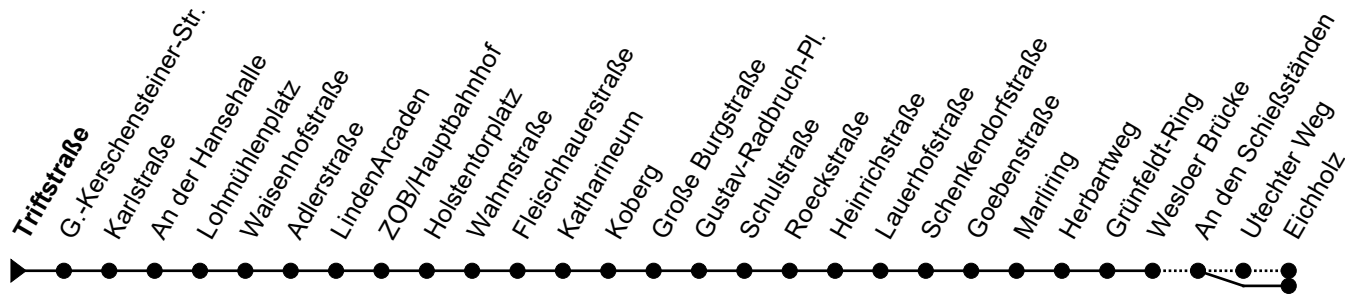 Triftstraße
G.-Kerschensteiner-Str.
Karlstraße
An der Hansehalle
Lohmühlenplatz
Waisenhofstraße
Adlerstraße
LindenArcaden
ZOB/Hauptbahnhof
Holstentorplatz
Wahmstraße
Fleischhauerstraße
Katharineum
Koberg
Große Burgstraße
Gustav-Radbruch-Pl.
Schulstraße
Roeckstraße
Heinrichstraße
Lauerhofstraße
Schenkendorfstraße
Goebenstraße
Marliring
Herbartweg
Grünfeldt-Ring
Wesloer Brücke
An den Schießständen
Utechter Weg
Eichholz